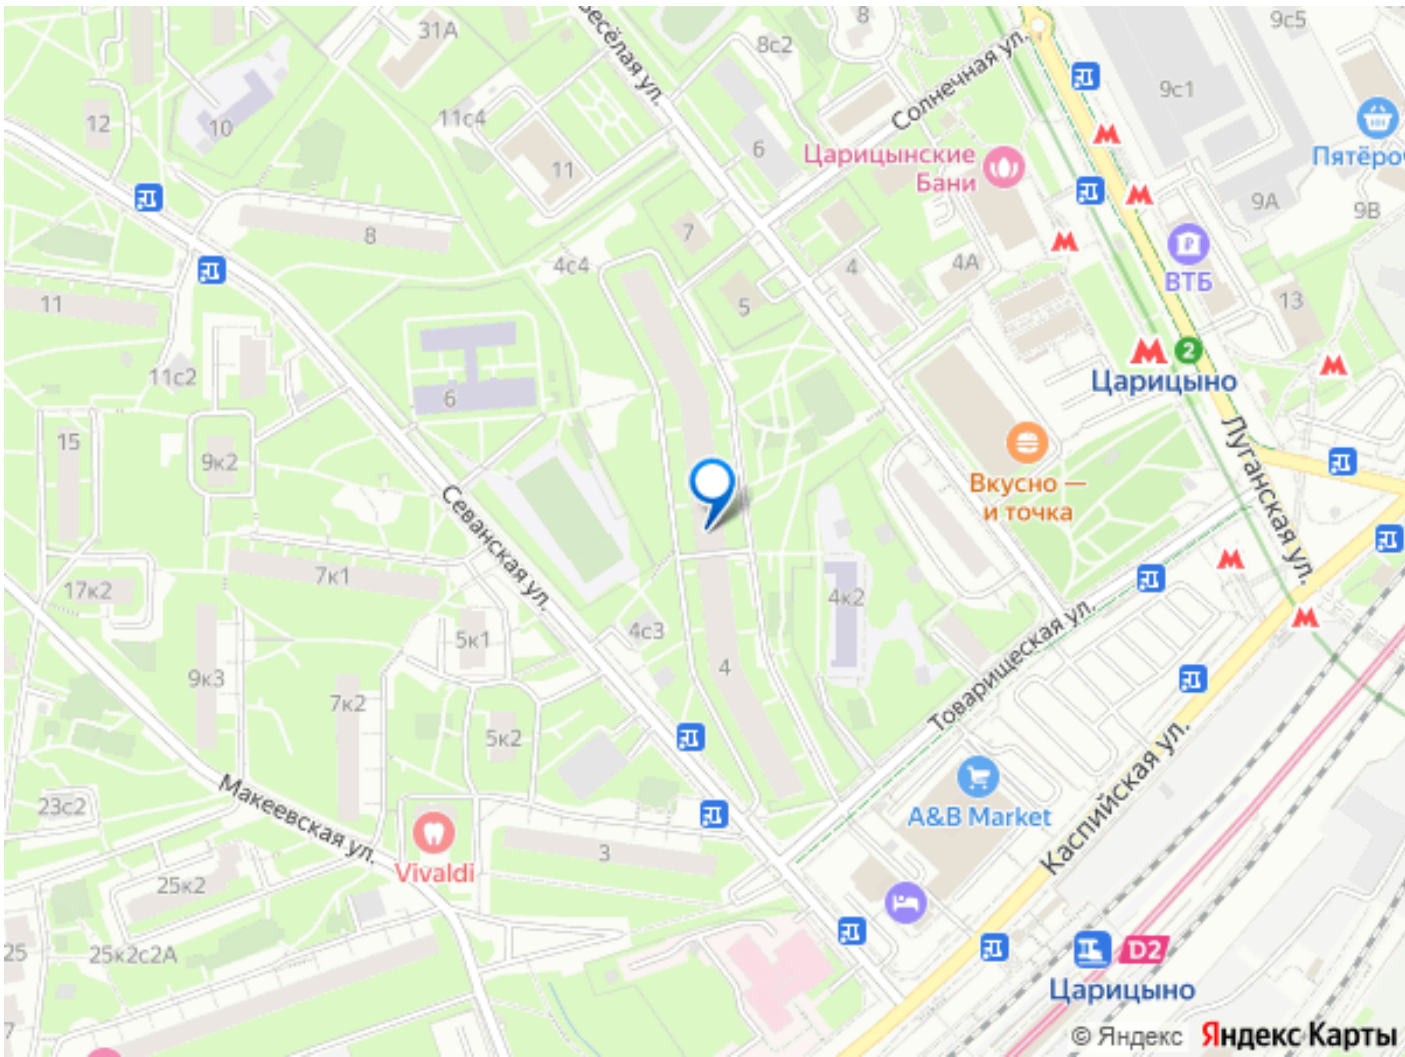 31А
8
9с5
Весёлая ул.
8с2
Солнечная ул.
9с1
12
10
11с4
6
11
Царицынские
Бани
Пятёроч
9А
9В
8
7
4с4
4
4А
ВТБ
5
13
11
2
Царицыно
11с2
6
15
9к2
Луганская ул.
Вкусно —
и точка
Севанская ул.
7к1
17к2
4к2
4с3
5к1
Товарищеская ул.
4
9к3
7к2
5к2
Каспийская ул.
23с2
Макеевская ул.
A&B Market
Vivaldi
3
25к2
25
25к2с2А
D2
Царицыно
7
© Яндекс Яндекс Карты